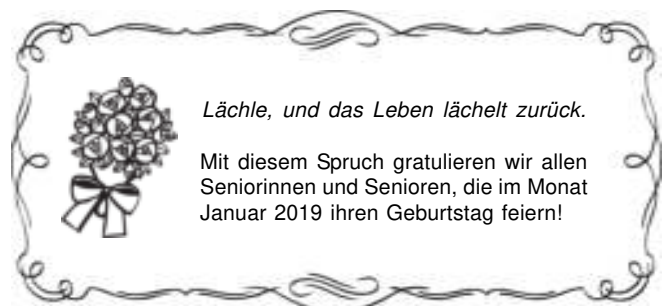 Lächle, und das Leben lächelt zurück.
Mit diesem Spruch gratulieren wir allen
Seniorinnen und Senioren, die im Monat
Januar 2019 ihren Geburtstag feiern!